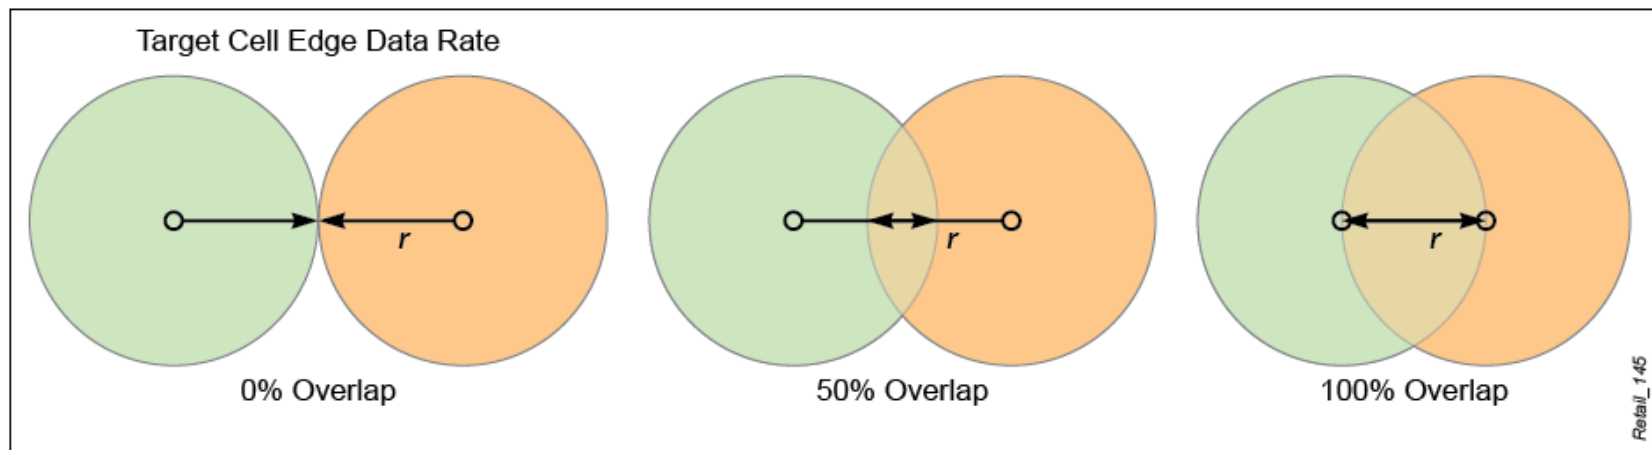 Target Cell Edge Data Rate
r
r
r
0% Overlap
50% Overlap
100% Overlap
Retail_145